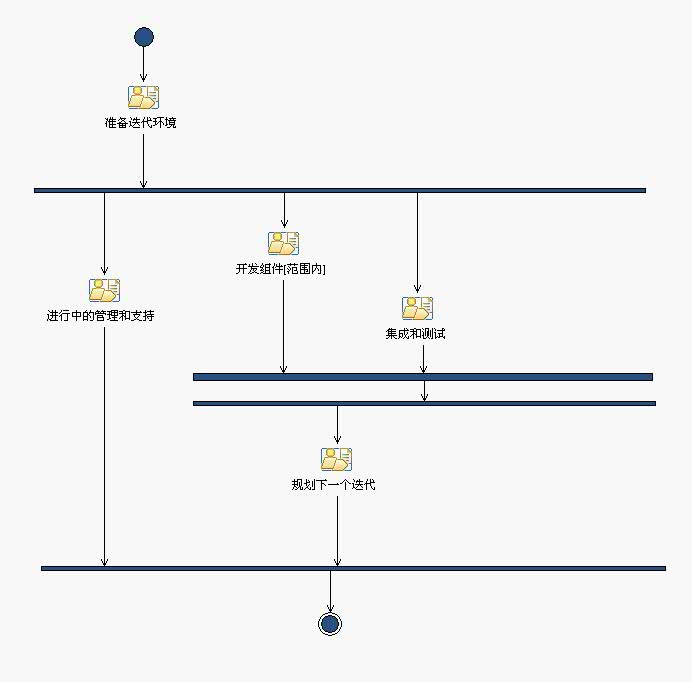 准备迭代环境
开发组件[范围内]
进行中的管理和支持
集成和测试
规划下一个迭代